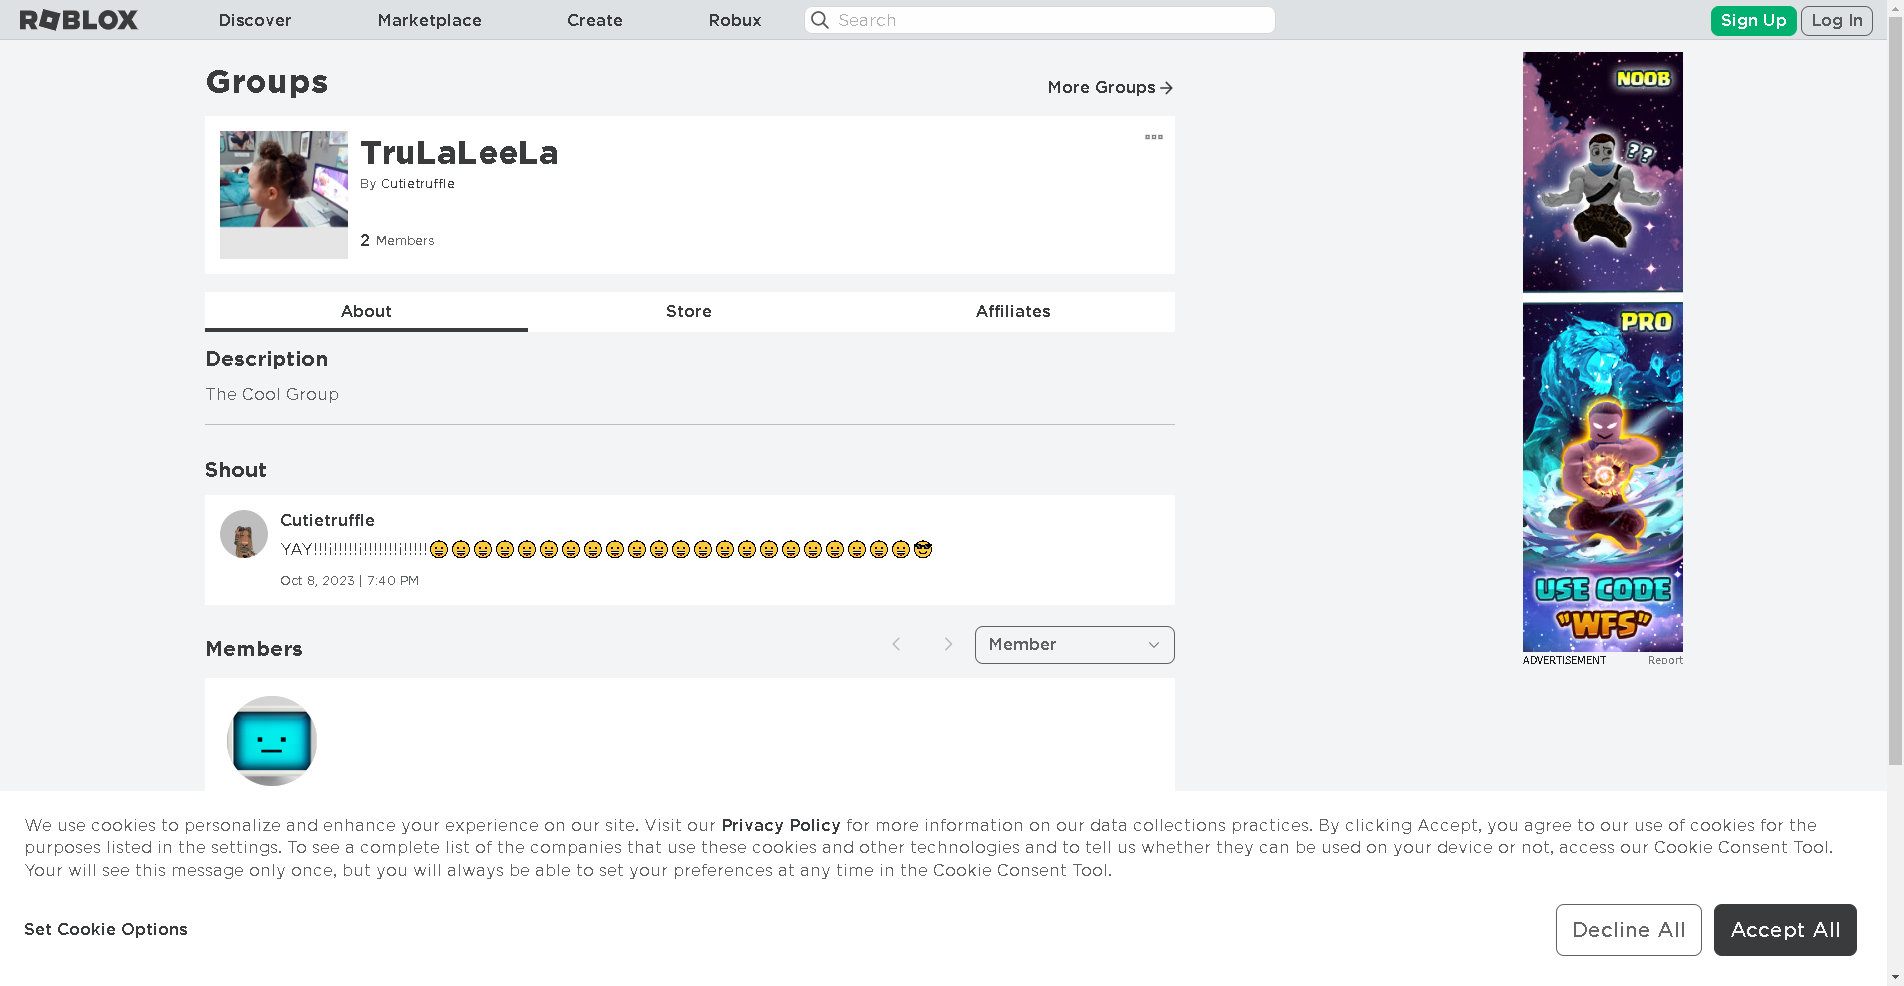 ROBLOX Discover Marketplace Create Robux Search Sign Up Log In
Groups
More Groups
TruLaLeeLa
By Cutietruffle
2 Members
About Store Affiliates
Description
The Cool Group
Shout
Cutietruffle
YAY!!!i!!!!!i!!!!!!!i!!!!!😀😀😀😀😀😀😀😀😀😀😀😀😀😀😀😀😀😀😀😀😀😀😎
Oct 8, 2023 | 7:40 PM
Members
Member
NOOB
??
PRO
USE CODE
"WFS"
ADVERTISEMENT Report
We use cookies to personalize and enhance your experience on our site. Visit our Privacy Policy for more information on our data collections practices. By clicking Accept, you agree to our use of cookies for the
purposes listed in the settings. To see a complete list of the companies that use these cookies and other technologies and to tell us whether they can be used on your device or not, access our Cookie Consent Tool.
Your will see this message only once, but you will always be able to set your preferences at any time in the Cookie Consent Tool.
Set Cookie Options
Decline All Accept All